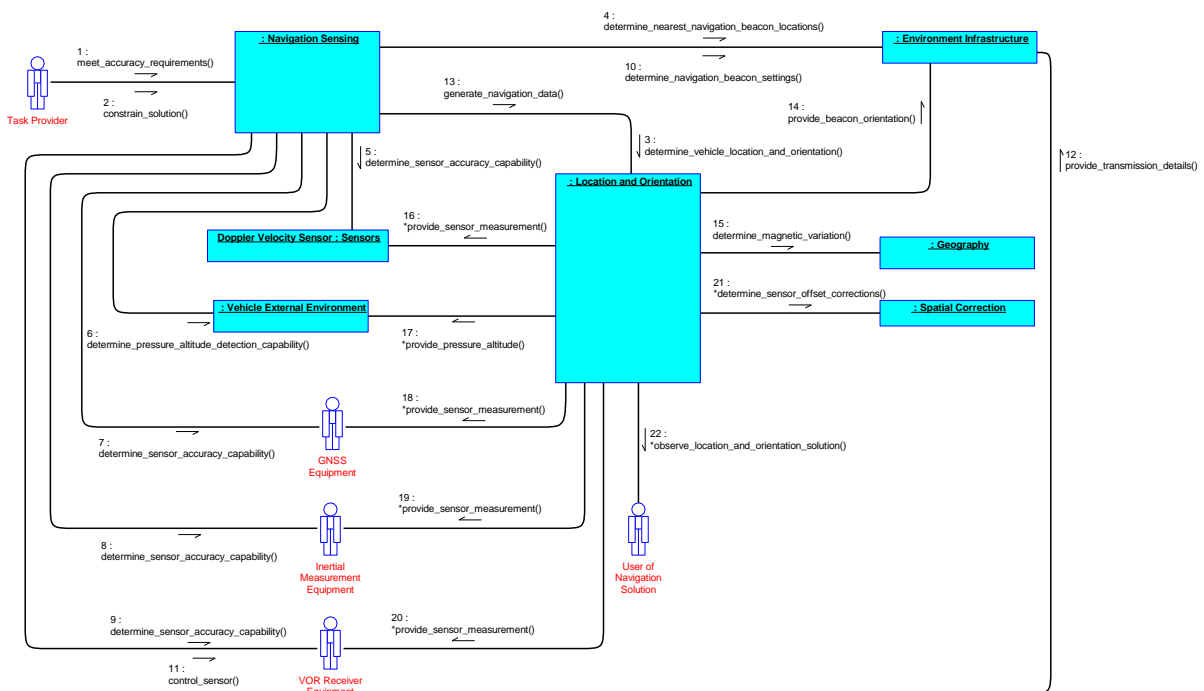 4 :
determine_nearest_navigation_beacon_locations()
: Navigation Sensing
: Environment Infrastructure
1 :
meet_accuracy_requirements()
10 :
determine_navigation_beacon_settings()
13 :
generate_navigation_data()
2 :
constrain_solution()
Task Provider
14 :
provide_beacon_orientation()
3 :
determine_vehicle_location_and_orientation()
5 :
determine_sensor_accuracy_capability()
12 :
provide_transmission_details()
: Location and Orientation
16 :
*provide_sensor_measurement()
15 :
determine_magnetic_variation()
Doppler Velocity Sensor : Sensors
: Geography
21 :
*determine_sensor_offset_corrections()
: Vehicle External Environment
: Spatial Correction
6 :
determine_pressure_altitude_detection_capability()
17 :
*provide_pressure_altitude()
18 :
*provide_sensor_measurement()
7 :
determine_sensor_accuracy_capability()
22 :
*observe_location_and_orientation_solution()
GNSS
Equipment
19 :
*provide_sensor_measurement()
8 :
determine_sensor_accuracy_capability()
Inertial
Measurement
Equipment
User of
Navigation
Solution
9 :
determine_sensor_accuracy_capability()
20 :
*provide_sensor_measurement()
11 :
control_sensor()
VOR Receiver
Equipment